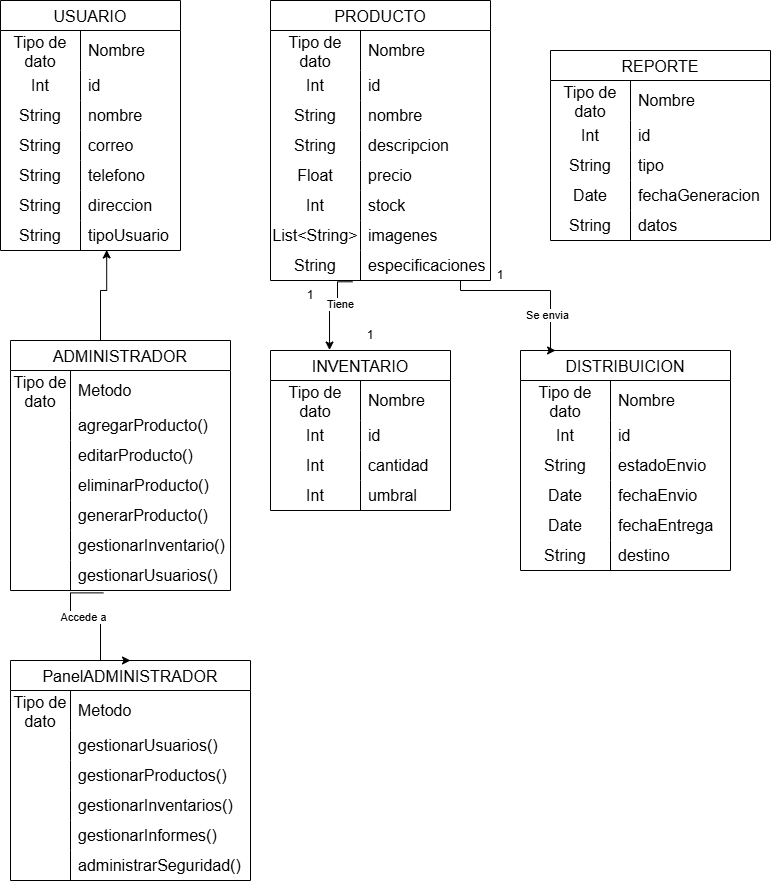 USUARIO
Tipo de
dato
Nombre
Int id
String nombre
String correo
String telefono
String direccion
String tipoUsuario
PRODUCTO
Tipo de
dato
Nombre
Int id
String nombre
String descripcion
Float precio
Int stock
List<String> imagenes
String especificaciones
REPORTE
Tipo de
dato
Nombre
Int id
String tipo
Date fechaGeneracion
String datos
1
Tiene
1
1
Se envia
ADMINISTRADOR
Tipo de
dato
Metodo
agregarProducto()
editarProducto()
eliminarProducto()
generarProducto()
gestionarInventario()
gestionarUsuarios()
INVENTARIO
Tipo de
dato
Nombre
Int id
Int cantidad
Int umbral
DISTRIBUICION
Tipo de
dato
Nombre
Int id
String estadoEnvio
Date fechaEnvio
Date fechaEntrega
String destino
Accede a
PanelADMINISTRADOR
Tipo de
dato
Metodo
gestionarUsuarios()
gestionarProductos()
gestionarInventarios()
gestionarInformes()
administrarSeguridad()